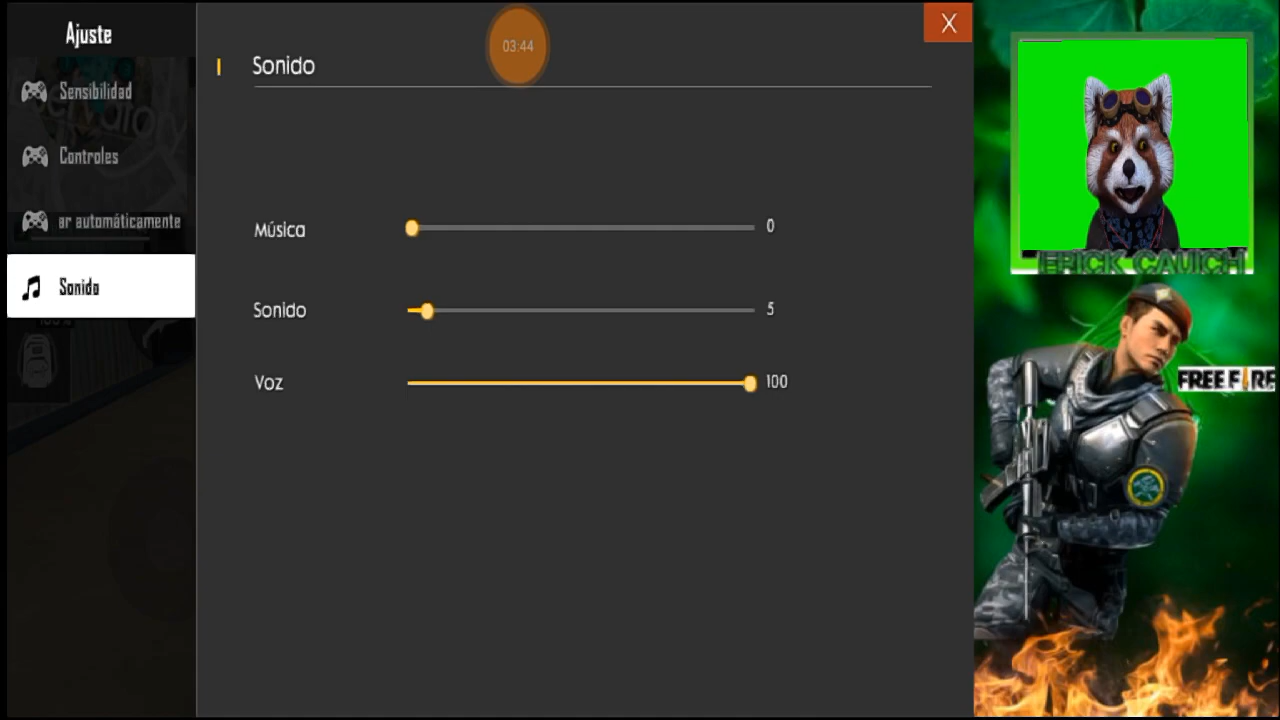 Ajuste
Sensibilidad
Controles
ar automáticamente
Sonido
X
03:44
Sonido
Música
0
Sonido
5
Voz
100
ERICK CAUICH
FREE FIRE